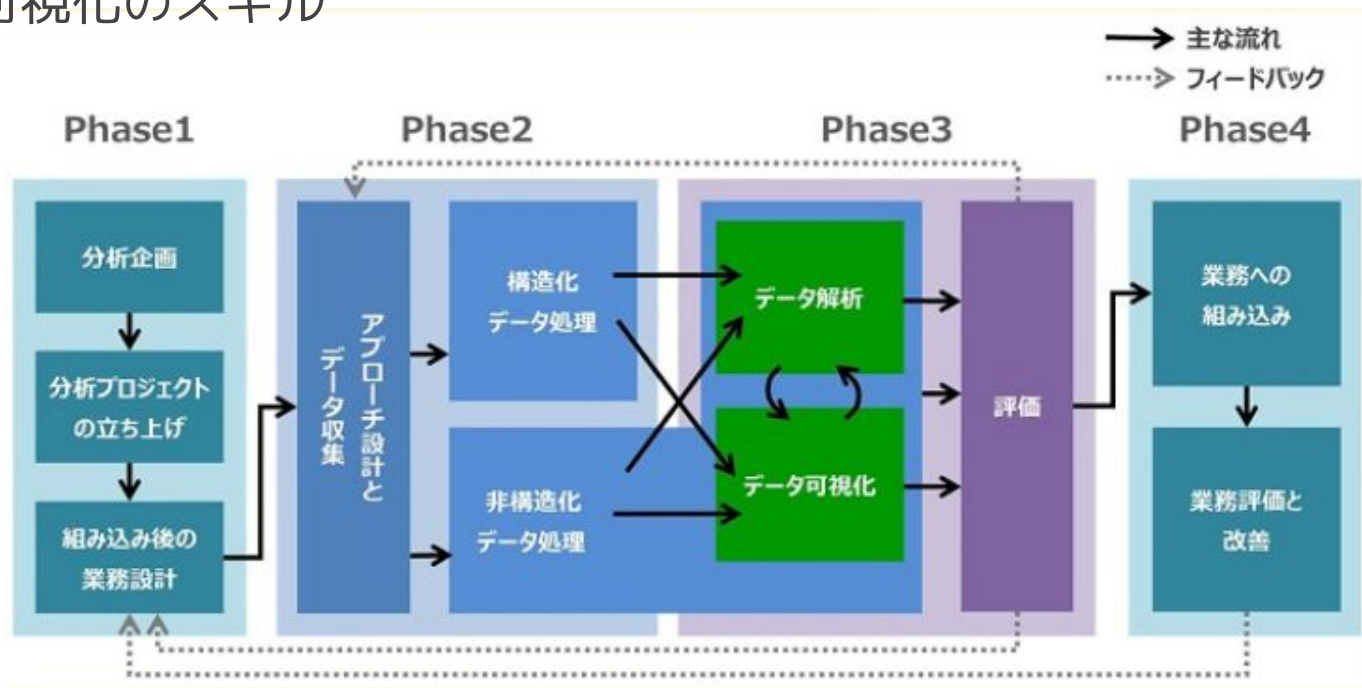 可視化のスキル
主な流れ
フィードバック
Phase1
Phase2
Phase3
Phase4
分析企画
分析プロジェクト
の立ち上げ
組み込み後の
業務設計
アプローチ設計と
データ収集
構造化
データ処理
非構造化
データ処理
データ解析
データ可視化
評価
業務への
組み込み
業務評価と
改善